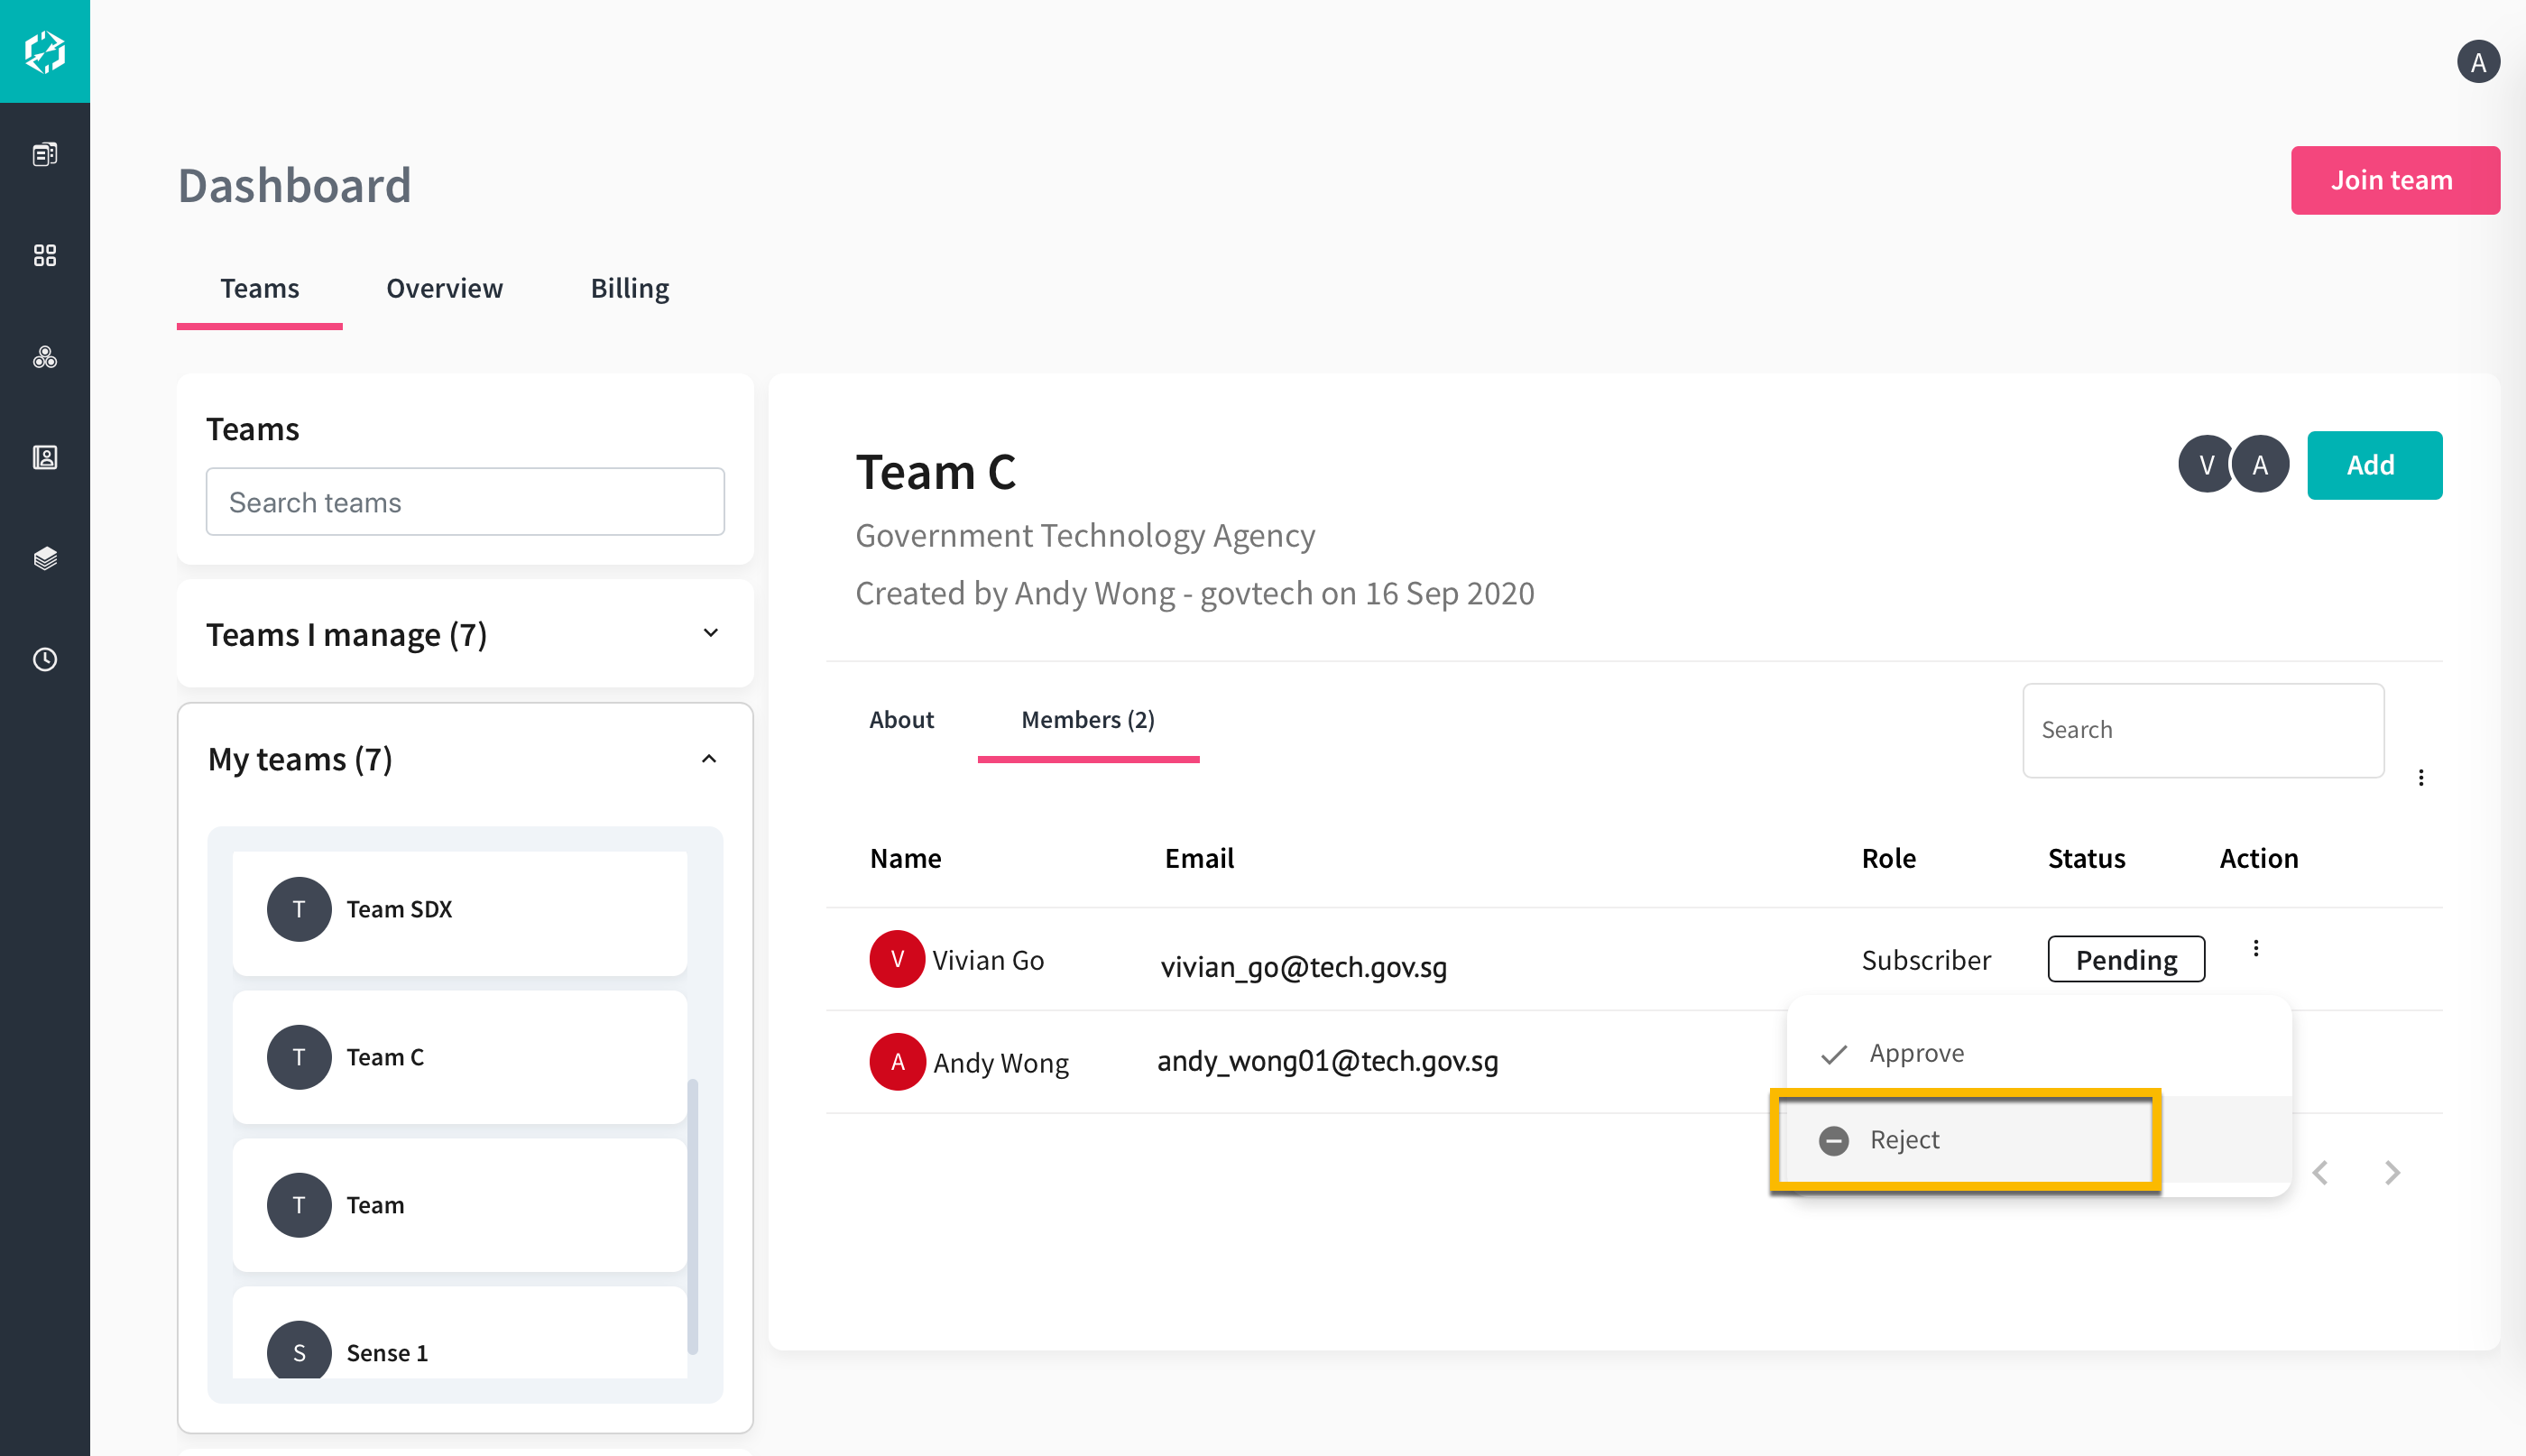 A
Dashboard
Join team
Teams
Overview
Billing
Teams
Search teams
Teams I manage (7)
My teams (7)
T
Team SDX
T
Team C
T
Team
S
Sense 1
Team C
V
A
Add
Government Technology Agency
Created by Andy Wong - govtech on 16 Sep 2020
About
Members (2)
Search
Name
Email
Role
Status
Action
V
Vivian Go
vivian_go@tech.gov.sg
Subscriber
Pending
A
Andy Wong
andy_wong01@tech.gov.sg
Approve
Reject